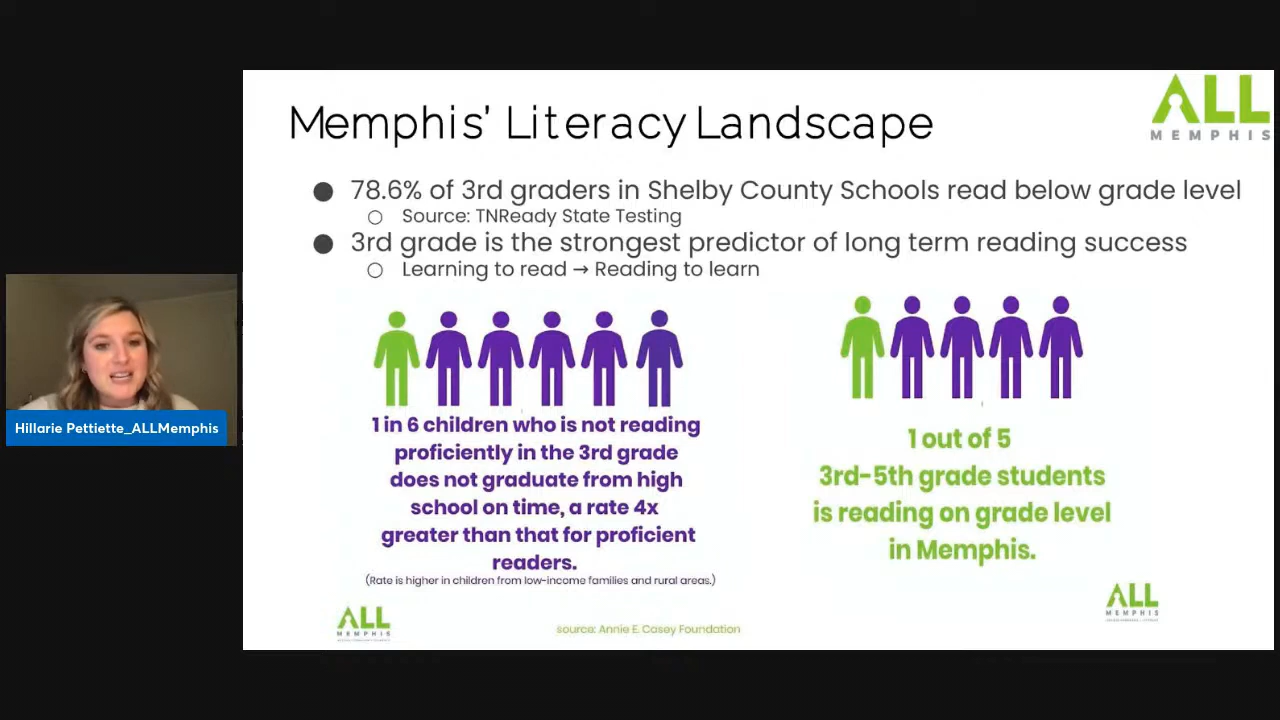 Memphis' Literacy Landscape
ALL
MEMPHIS
● 78.6% of 3rd graders in Shelby County Schools read below grade level
○ Source: TNReady State Testing
● 3rd grade is the strongest predictor of long term reading success
○ Learning to read → Reading to learn
1 in 6 children who is not reading
proficiently in the 3rd grade
does not graduate from high
school on time, a rate 4x
greater than that for proficient
readers.
(Rate is higher in children from low-income families and rural areas.)
1 out of 5
3rd-5th grade students
is reading on grade level
in Memphis.
ALL
MEMPHIS
source: Annie E. Casey Foundation
ALL
MEMPHIS
Hillarie Pettiette_ALLMemphis